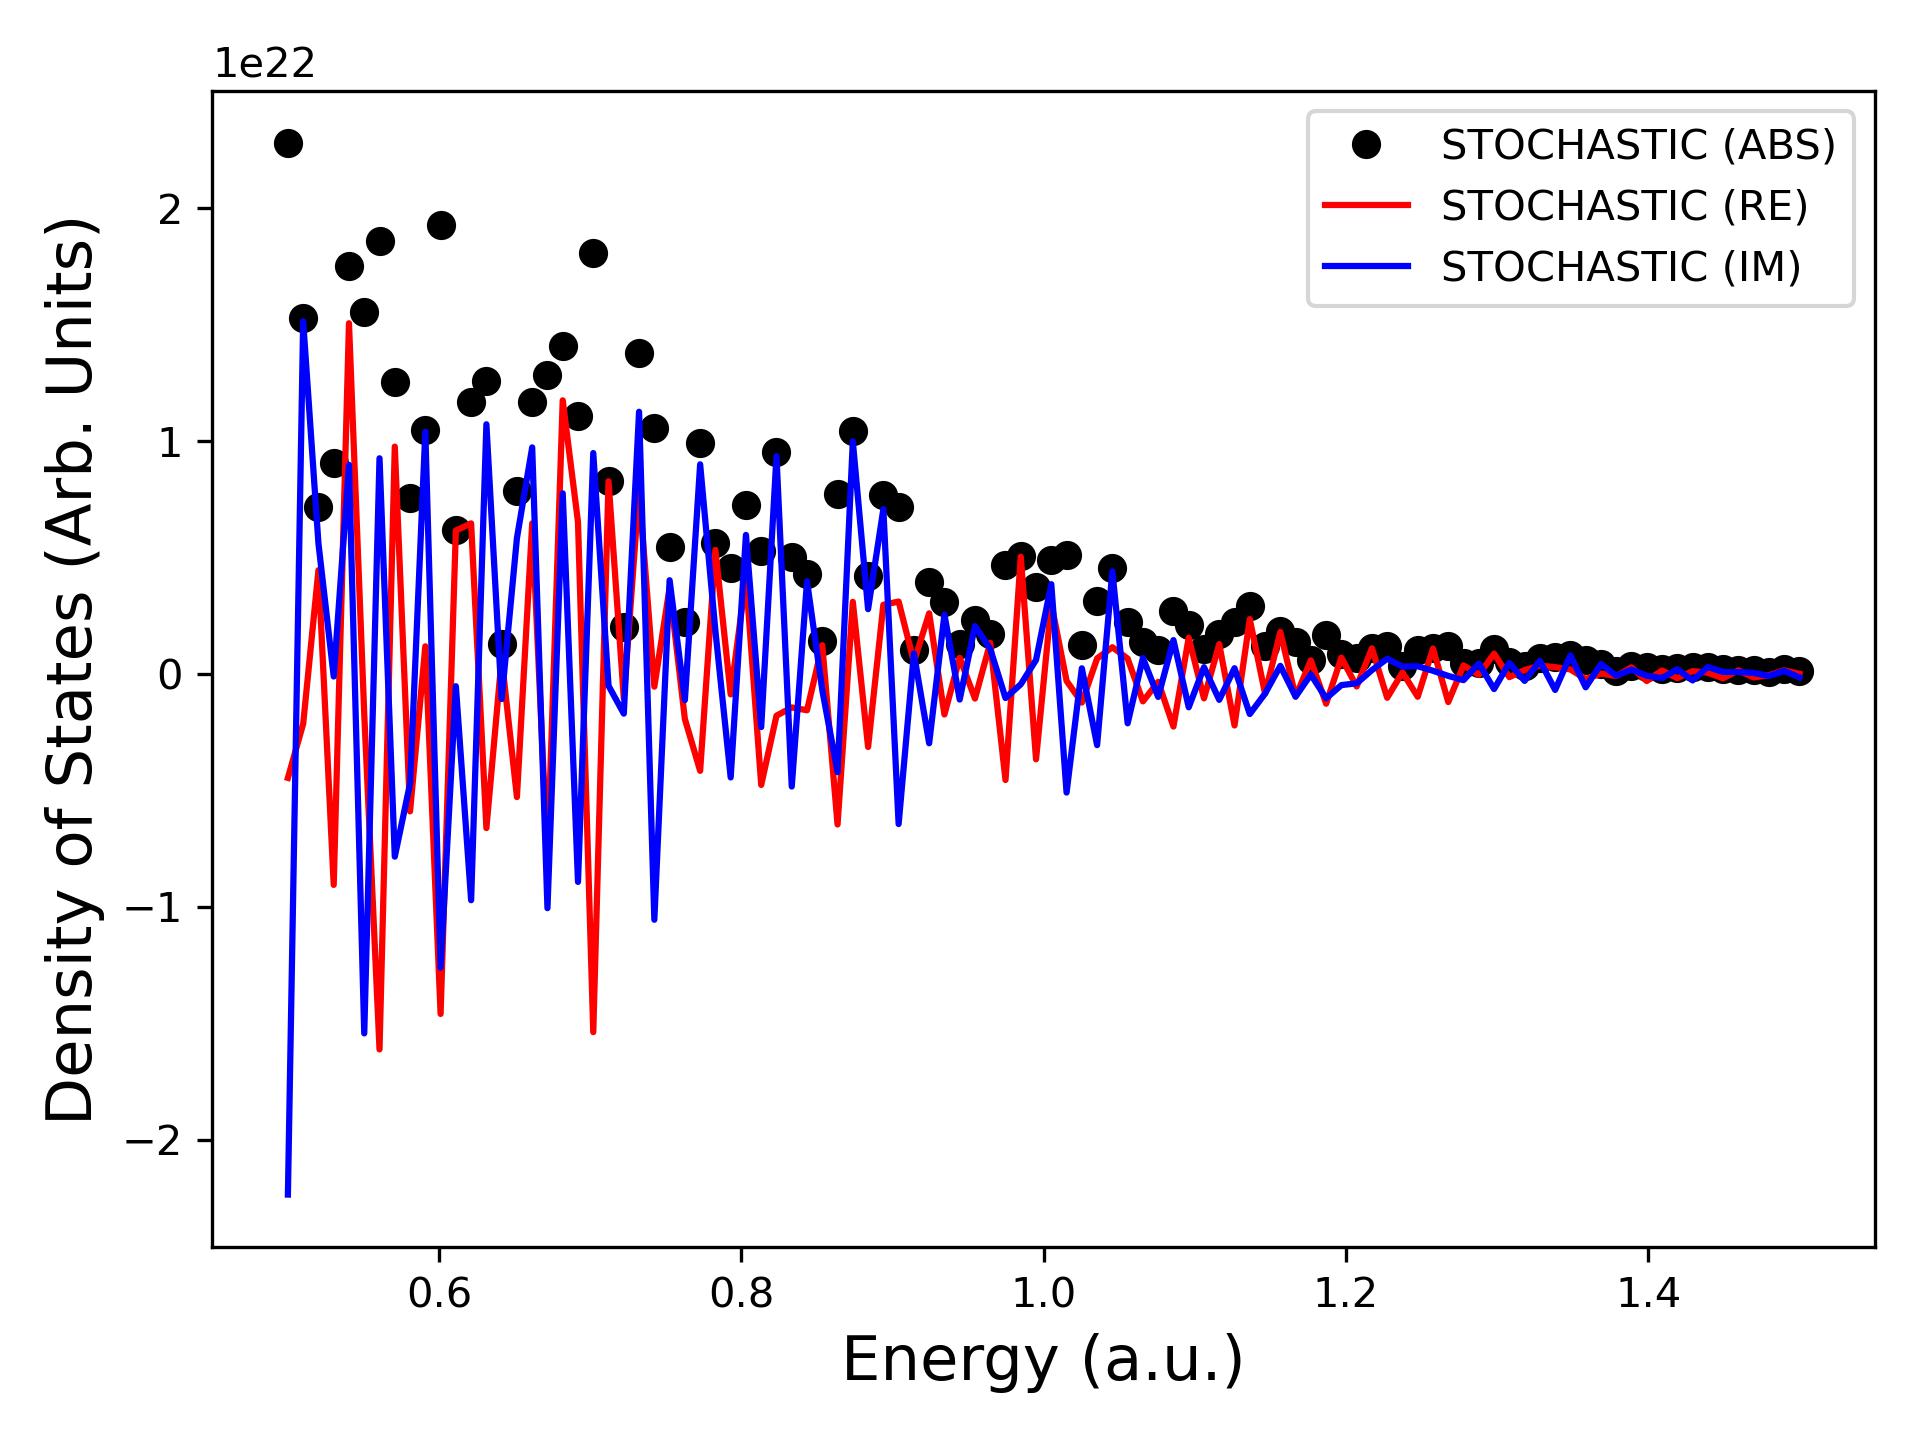 1e22
STOCHASTIC (ABS)
STOCHASTIC (RE)
STOCHASTIC (IM)
Density of States (Arb. Units)
2
1
0
−1
−2
0.6 0.8 1.0 1.2 1.4
Energy (a.u.)